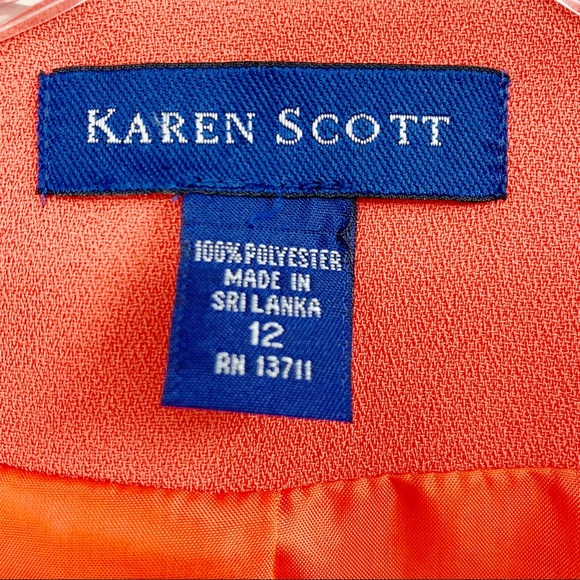 KAREN SCOTT
100% POLYESTER
MADE IN
SRI LANKA
12
RN 13711